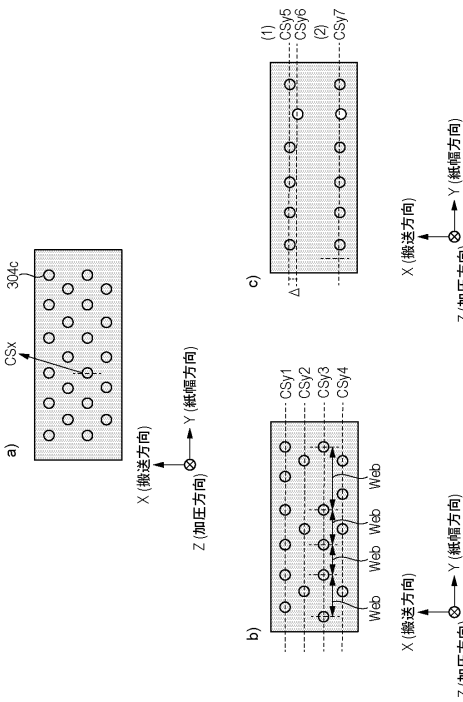 a)
CSx
304c
X (搬送方向)
Y (紙幅方向)
Z (加圧方向)
b)
CSy1
CSy2
CSy3
CSy4
Web
Web
Web
Web
X (搬送方向)
Y (紙幅方向)
Z (加圧方向)
c)
(1)
CSy5
CSy6
(2)
CSy7
Δ
X (搬送方向)
Y (紙幅方向)
Z (加圧方向)